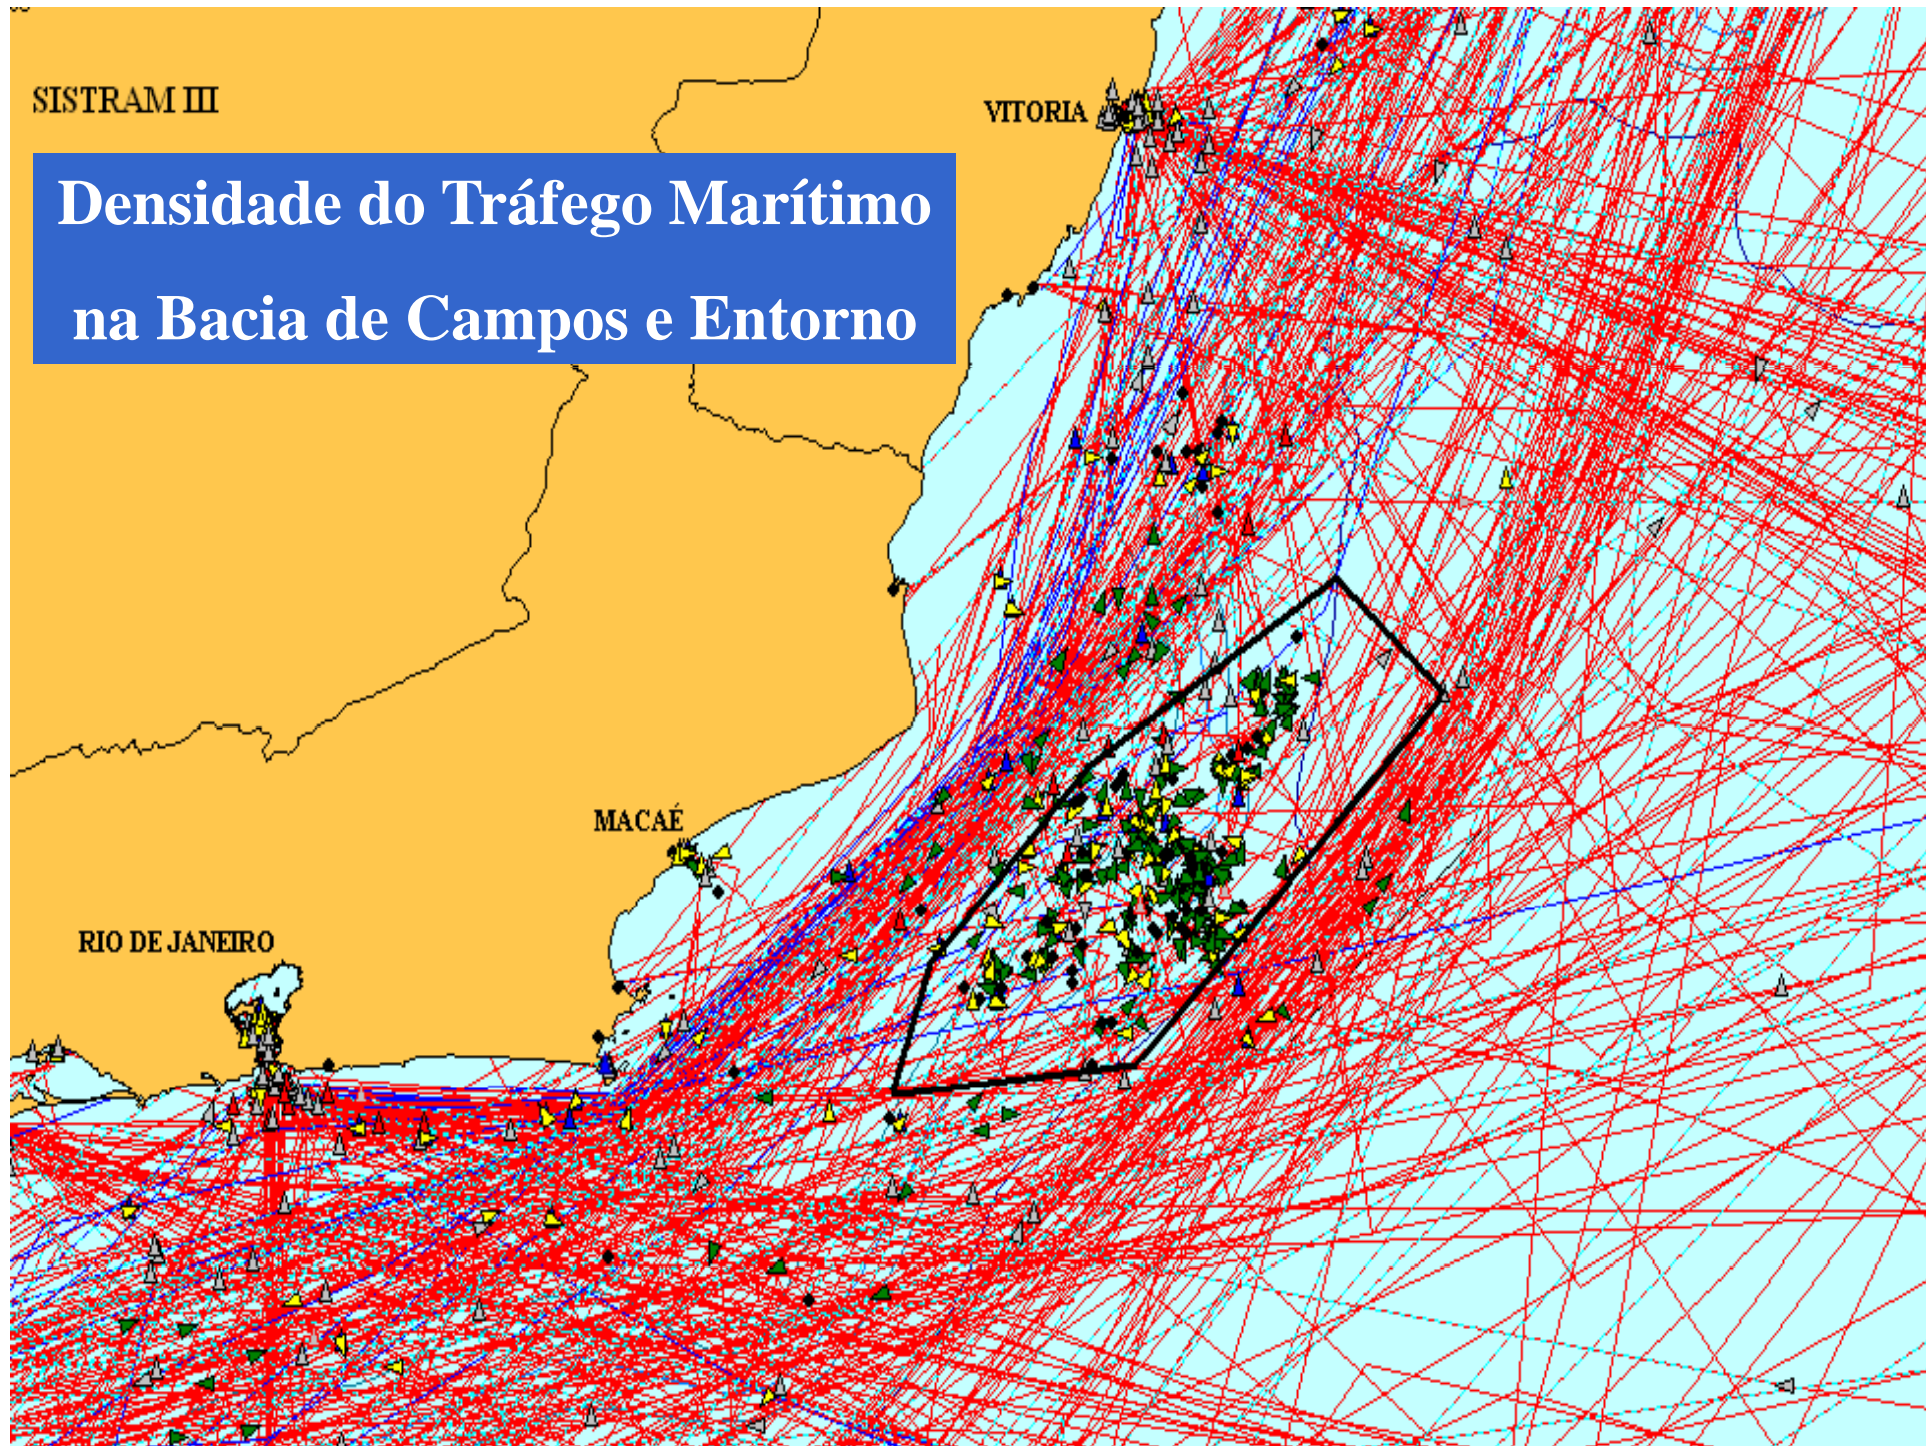 SISTRAM III
VITORIA
Densidade do Tráfego Marítimo
na Bacia de Campos e Entorno
MACAÉ
RIO DE JANEIRO